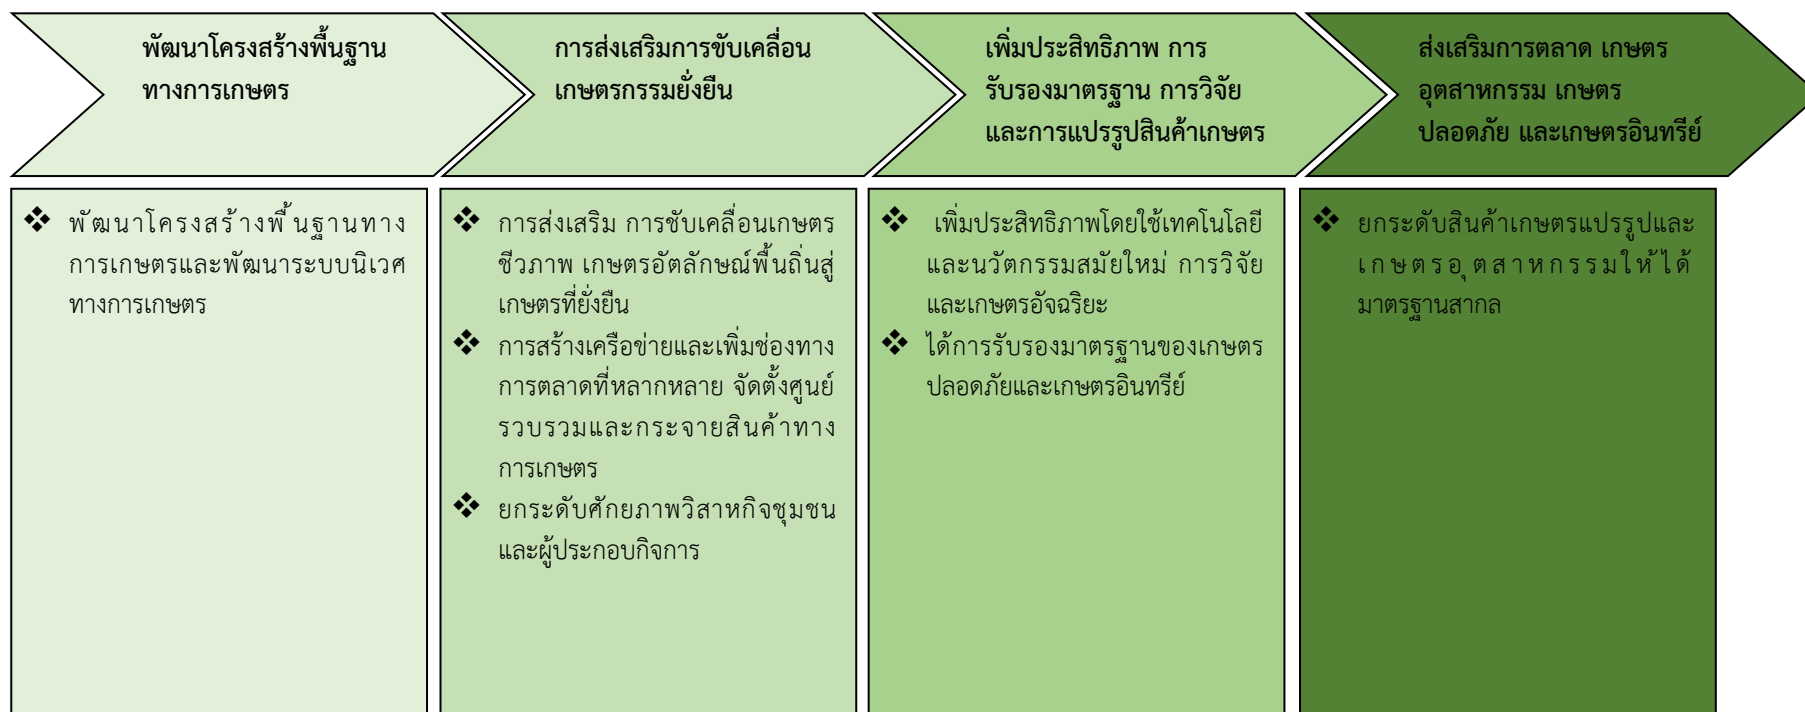 พัฒนาโครงสร้างพื้นฐาน
ทางการเกษตร
การส่งเสริมการขับเคลื่อน
เกษตรกรรมยั่งยืน
เพิ่มประสิทธิภาพ การ
รับรองมาตรฐาน การวิจัย
และการแปรรูปสินค้าเกษตร
ส่งเสริมการตลาด เกษตร
อุตสาหกรรม เกษตร
ปลอดภัย และเกษตรอินทรีย์
❖ พัฒนาโครงสร้างพื้นฐานทาง
การเกษตรและพัฒนาระบบนิเวศ
ทางการเกษตร
❖ การส่งเสริม การขับเคลื่อนเกษตร
ชีวภาพ เกษตรอัตลักษณ์พื้นถิ่นสู่
เกษตรที่ยั่งยืน
❖ การสร้างเครือข่ายและเพิ่มช่องทาง
การตลาดที่หลากหลาย จัดตั้งศูนย์
รวบรวมและกระจายสินค้าทาง
การเกษตร
❖ ยกระดับศักยภาพวิสาหกิจชุมชน
และผู้ประกอบกิจการ
❖ เพิ่มประสิทธิภาพโดยใช้เทคโนโลยี
และนวัตกรรมสมัยใหม่ การวิจัย
และเกษตรอัจฉริยะ
❖ ได้การรับรองมาตรฐานของเกษตร
ปลอดภัยและเกษตรอินทรีย์
❖ ยกระดับสินค้าเกษตรแปรรูปและ
เกษตรอุตสาหกรรมให้ได้
มาตรฐานสากล